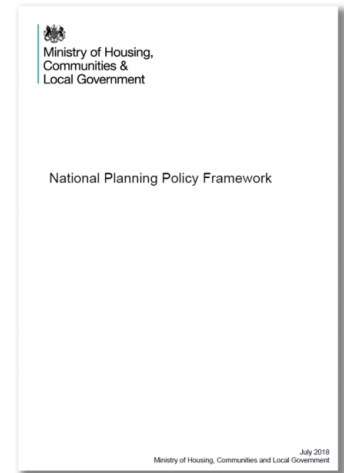 Ministry of Housing,
Communities &
Local Government
National Planning Policy Framework
July 2018
Ministry of Housing, Communities and Local Government